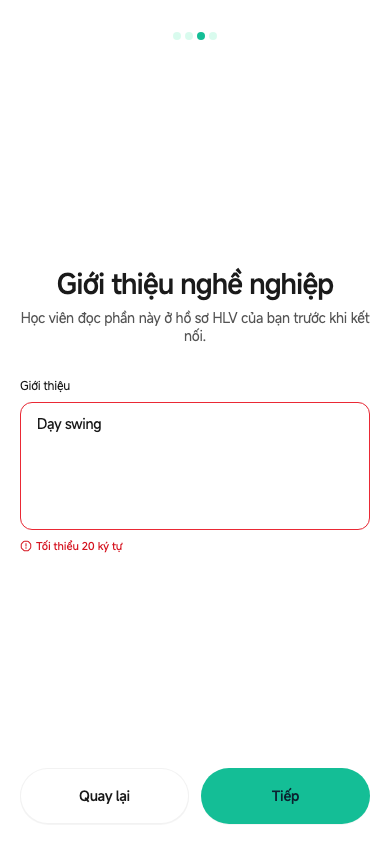 Giới thiệu nghề nghiệp
Học viên đọc phần này ở hồ sơ HLV của bạn trước khi kết
nối.
Giới thiệu
Dạy swing
Tối thiểu 20 ký tự
Quay lại
Tiếp